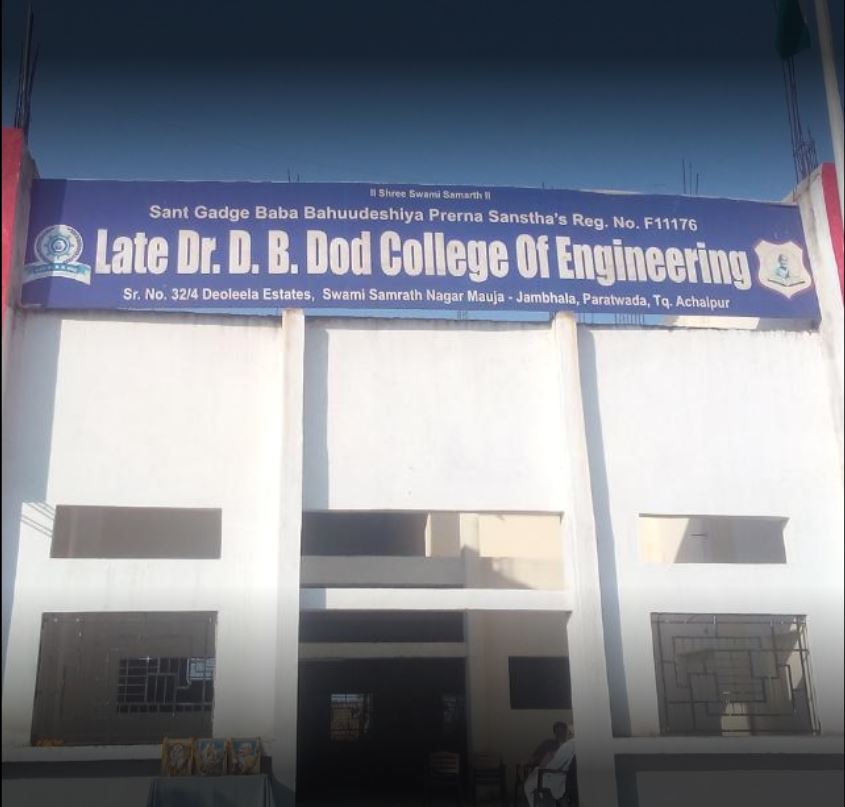 || Shree Swami Samarth ||
Sant Gadge Baba Bahuudeshiya Prerna Sanstha's Reg. No. F11176
Late Dr. D. B. Dod College Of Engineering
Sr. No. 32/4 Deoleela Estates, Swami Samrath Nagar Mauja - Jambhala, Paratwada, Tq. Achalpur